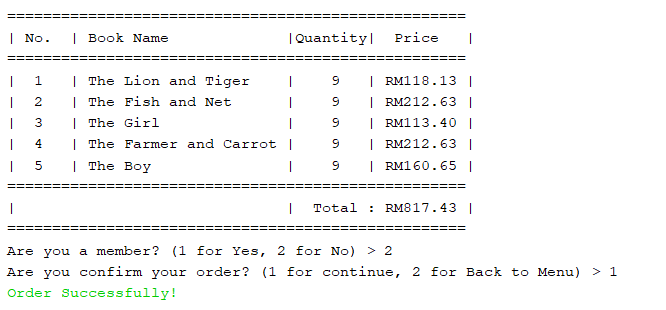 ===================================================
| No.  | Book Name             |Quantity|  Price   |
===================================================
|  1   | The Lion and Tiger    |    9   | RM118.13 |
|  2   | The Fish and Net      |    9   | RM212.63 |
|  3   | The Girl              |    9   | RM113.40 |
|  4   | The Farmer and Carrot |    9   | RM212.63 |
|  5   | The Boy               |    9   | RM160.65 |
===================================================
|                              |  Total : RM817.43 |
===================================================
Are you a member? (1 for Yes, 2 for No) > 2
Are you confirm your order? (1 for continue, 2 for Back to Menu) > 1
Order Successfully!